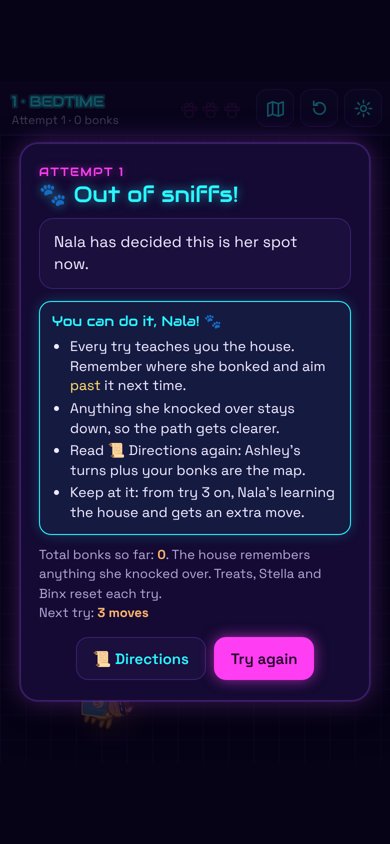 1 · BEDTIME
Attempt 1 · 0 bonks
ATTEMPT 1
🐾 Out of sniffs!
Nala has decided this is her spot
now.
You can do it, Nala! 🐾
• Every try teaches you the house.
Remember where she bonked and aim
past it next time.
• Anything she knocked over stays
down, so the path gets clearer.
• Read 📜 Directions again: Ashley's
turns plus your bonks are the map.
• Keep at it: from try 3 on, Nala's learning
the house and gets an extra move.
Total bonks so far: 0. The house remembers
anything she knocked over. Treats, Stella and
Binx reset each try.
Next try: 3 moves
📜 Directions
Try again